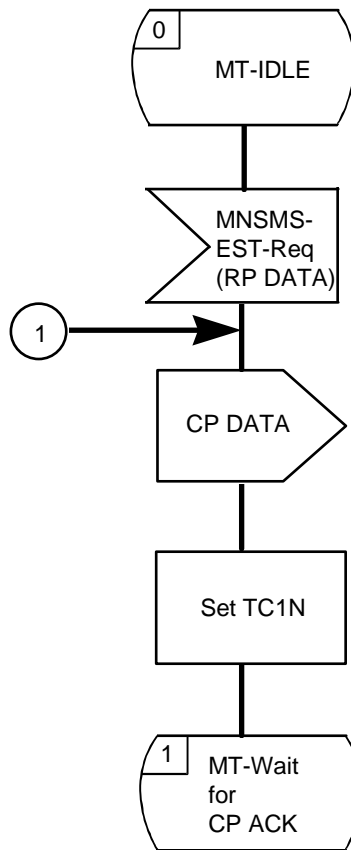 0
MT-IDLE
MNSMS-
EST-Req
(RP DATA)
1
CP DATA
Set TC1N
1
MT-Wait
for
CP ACK